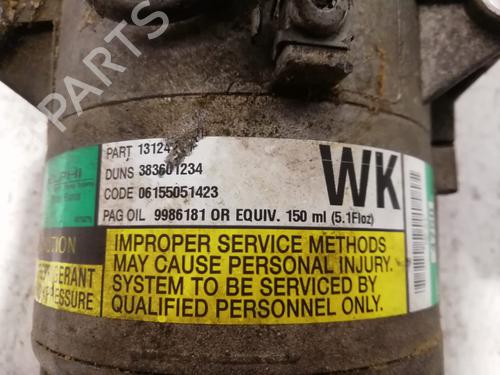 PART 13124
DUNS 383601234
CODE 06155051423
PAG OIL 9986181 OR EQUIV. 150 ml (5.1Floz)
WK
IMPROPER SERVICE METHODS
MAY CAUSE PERSONAL INJURY.
SYSTEM TO BE SERVICED BY
QUALIFIED PERSONNEL ONLY.